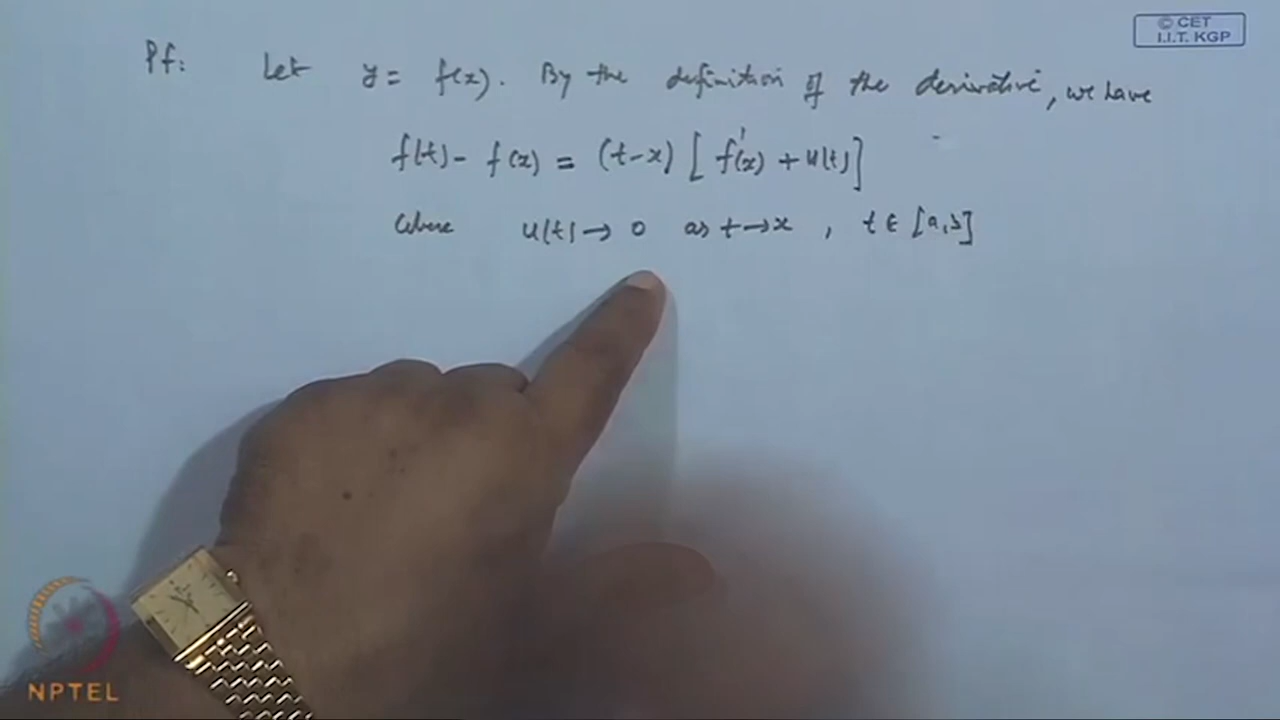 © CET
I.I.T. KGP
Pf: Let y = f(x). By the definition of the derivative, we have
f(t) - f(x) = (t-x) [ f'(x) + u(t) ]
where u(t) → 0 as t → x , t ∈ [a,b]
NPTEL